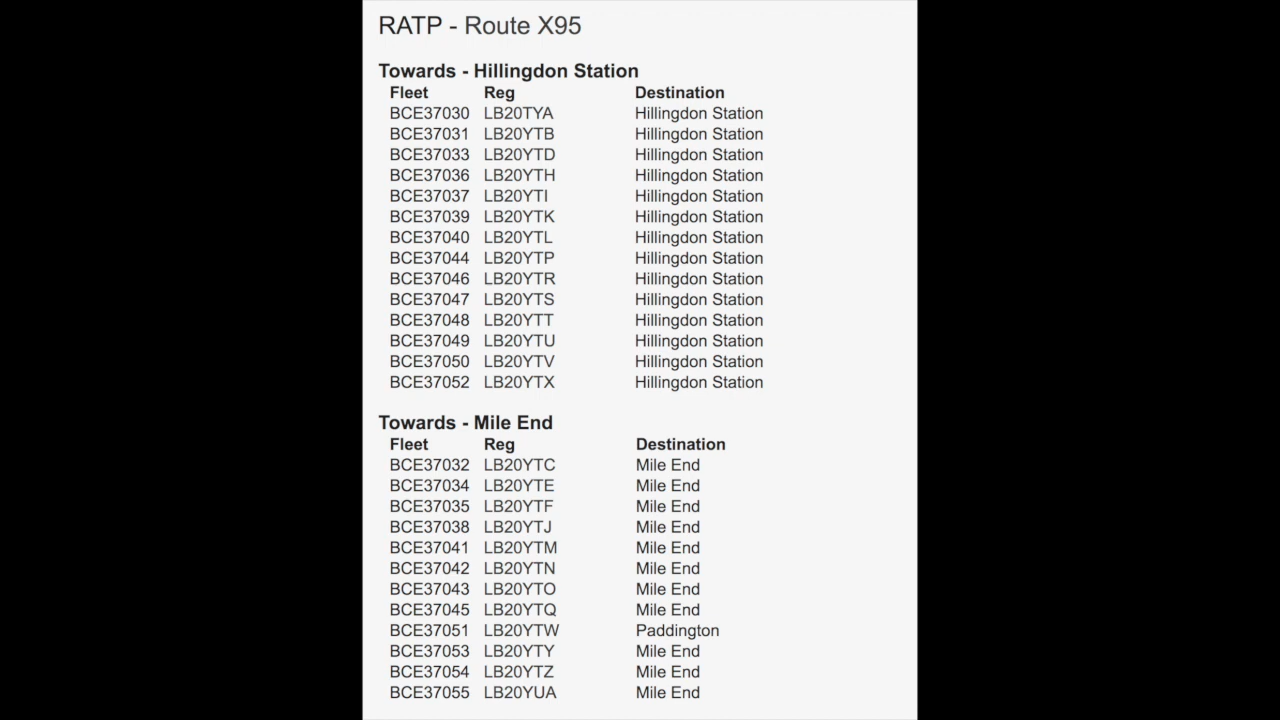 RATP - Route X95
Towards - Hillingdon Station
Fleet Reg Destination
BCE37030 LB20TYA Hillingdon Station
BCE37031 LB20YTB Hillingdon Station
BCE37033 LB20YTD Hillingdon Station
BCE37036 LB20YTH Hillingdon Station
BCE37037 LB20YTI Hillingdon Station
BCE37039 LB20YTK Hillingdon Station
BCE37040 LB20YTL Hillingdon Station
BCE37044 LB20YTP Hillingdon Station
BCE37046 LB20YTR Hillingdon Station
BCE37047 LB20YTS Hillingdon Station
BCE37048 LB20YTT Hillingdon Station
BCE37049 LB20YTU Hillingdon Station
BCE37050 LB20YTV Hillingdon Station
BCE37052 LB20YTX Hillingdon Station
Towards - Mile End
Fleet Reg Destination
BCE37032 LB20YTC Mile End
BCE37034 LB20YTE Mile End
BCE37035 LB20YTF Mile End
BCE37038 LB20YTJ Mile End
BCE37041 LB20YTM Mile End
BCE37042 LB20YTN Mile End
BCE37043 LB20YTO Mile End
BCE37045 LB20YTQ Mile End
BCE37051 LB20YTW Paddington
BCE37053 LB20YTY Mile End
BCE37054 LB20YTZ Mile End
BCE37055 LB20YUA Mile End